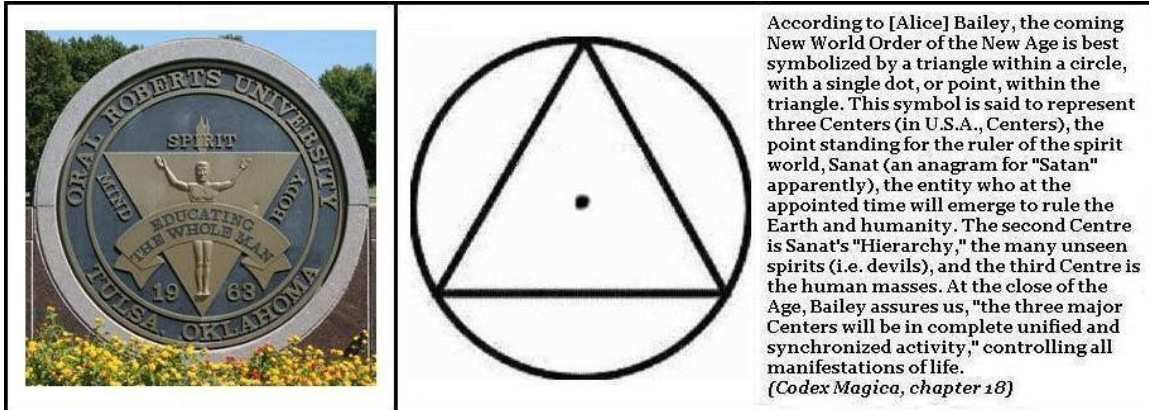 ORAL ROBERTS UNIVERSITY
SPIRIT
MIND
BODY
EDUCATING
THE WHOLE MAN
1963
TULSA, OKLAHOMA
According to [Alice] Bailey, the coming
New World Order of the New Age is best
symbolized by a triangle within a circle,
with a single dot, or point, within the
triangle. This symbol is said to represent
three Centers (in U.S.A., Centers), the
point standing for the ruler of the spirit
world, Sanat (an anagram for "Satan"
apparently), the entity who at the
appointed time will emerge to rule the
Earth and humanity. The second Centre
is Sanat's "Hierarchy," the many unseen
spirits (i.e. devils), and the third Centre is
the human masses. At the close of the
Age, Bailey assures us, "the three major
Centers will be in complete unified and
synchronized activity," controlling all
manifestations of life.
(Codex Magica, chapter 18)